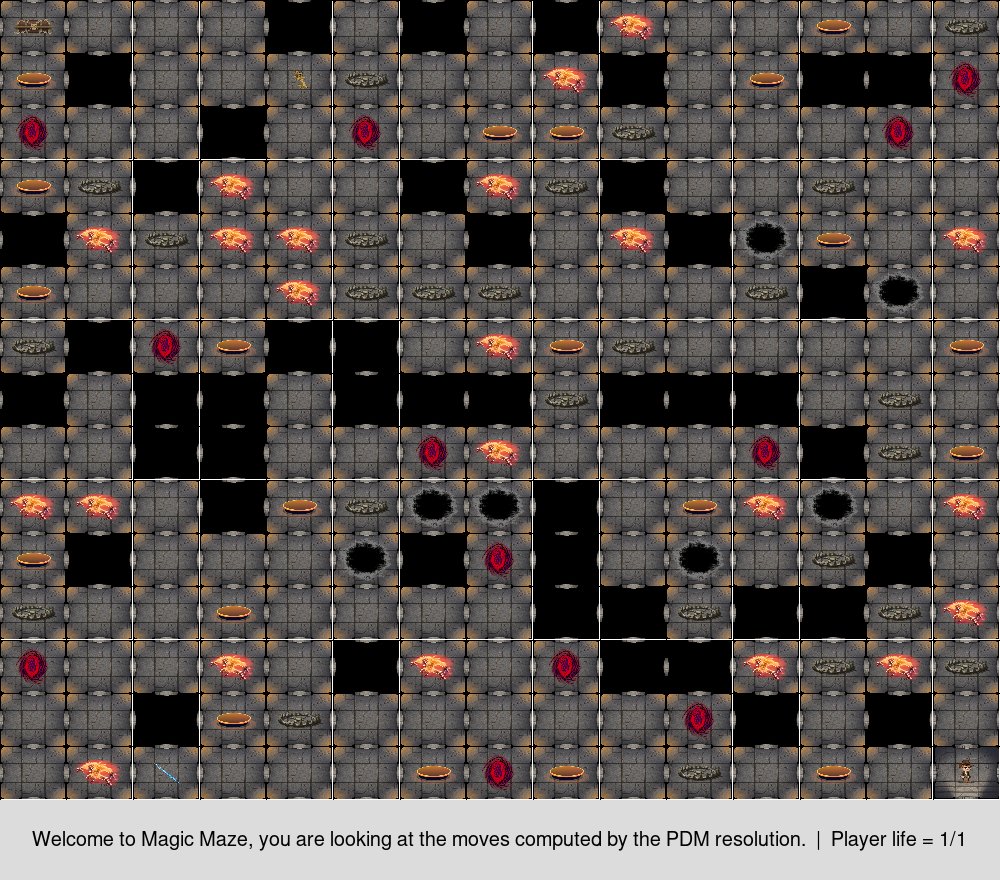 Welcome to Magic Maze, you are looking at the moves computed by the PDM resolution.  |  Player life = 1/1